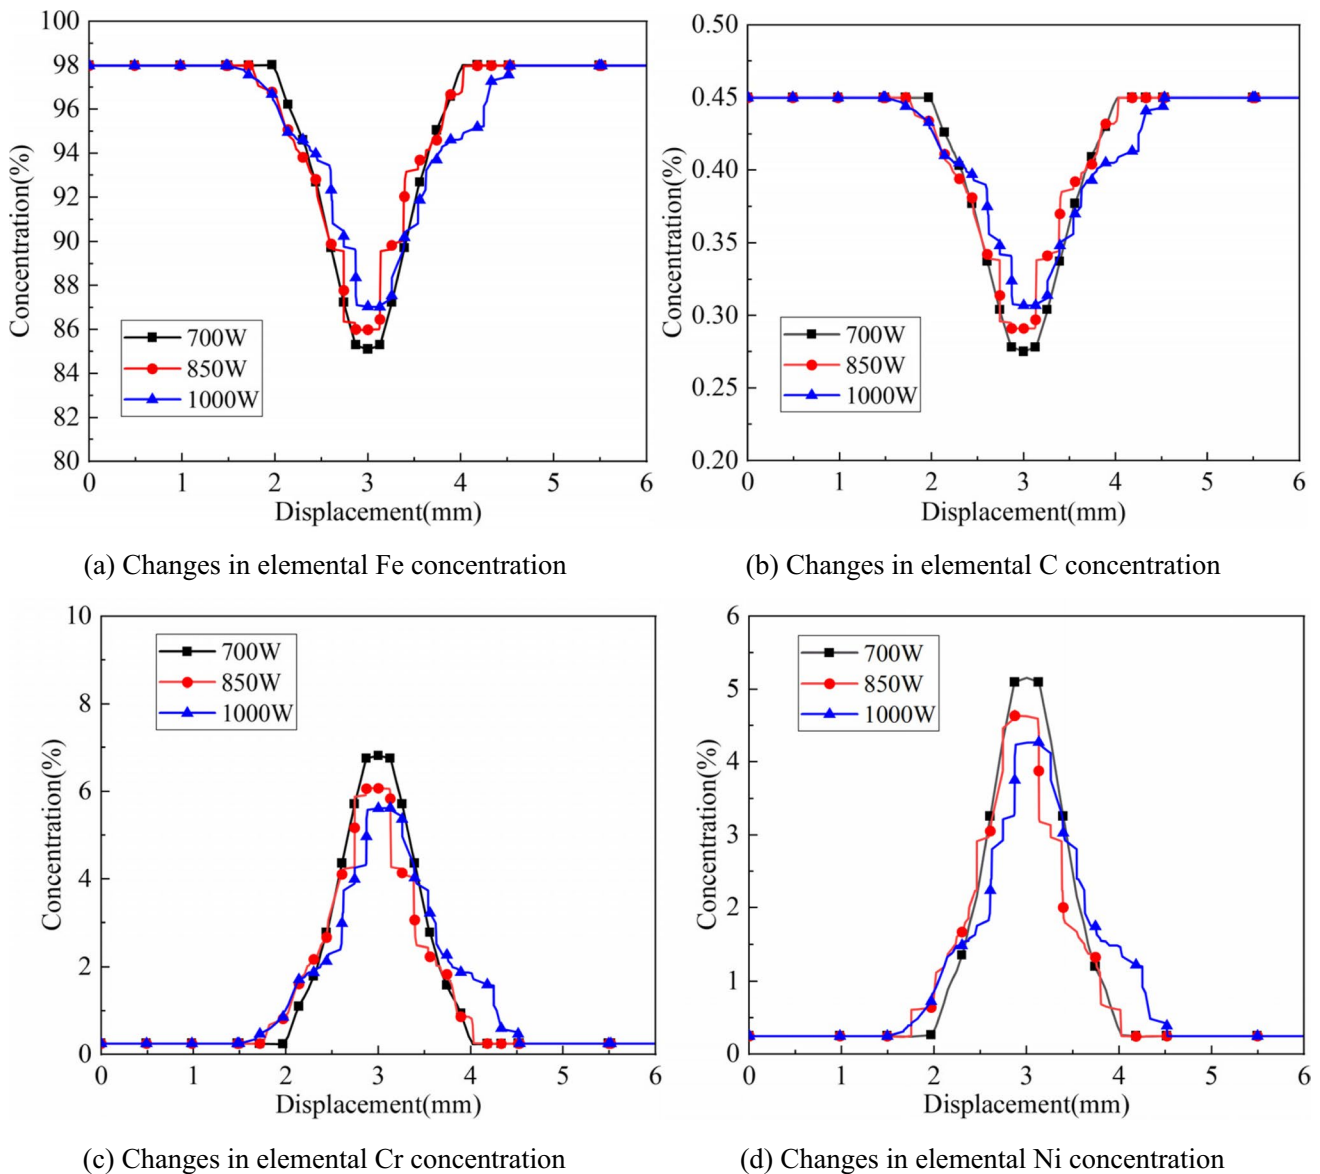 100
98
96
94
92
90
88
86
84
82
80
Concentration(%)
700W
850W
1000W
0 1 2 3 4 5 6
Displacement(mm)
(a) Changes in elemental Fe concentration
0.50
0.45
0.40
0.35
0.30
0.25
0.20
Concentration(%)
700W
850W
1000W
0 1 2 3 4 5 6
Displacement(mm)
(b) Changes in elemental C concentration
10
8
6
4
2
0
Concentration(%)
700W
850W
1000W
0 1 2 3 4 5 6
Displacement(mm)
(c) Changes in elemental Cr concentration
6
5
4
3
2
1
0
Concentration(%)
700W
850W
1000W
0 1 2 3 4 5 6
Displacement(mm)
(d) Changes in elemental Ni concentration